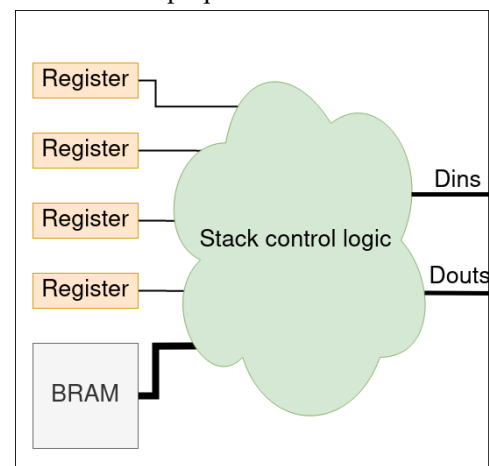 Register
Register
Register
Register
BRAM
Stack control logic
Dins
Douts